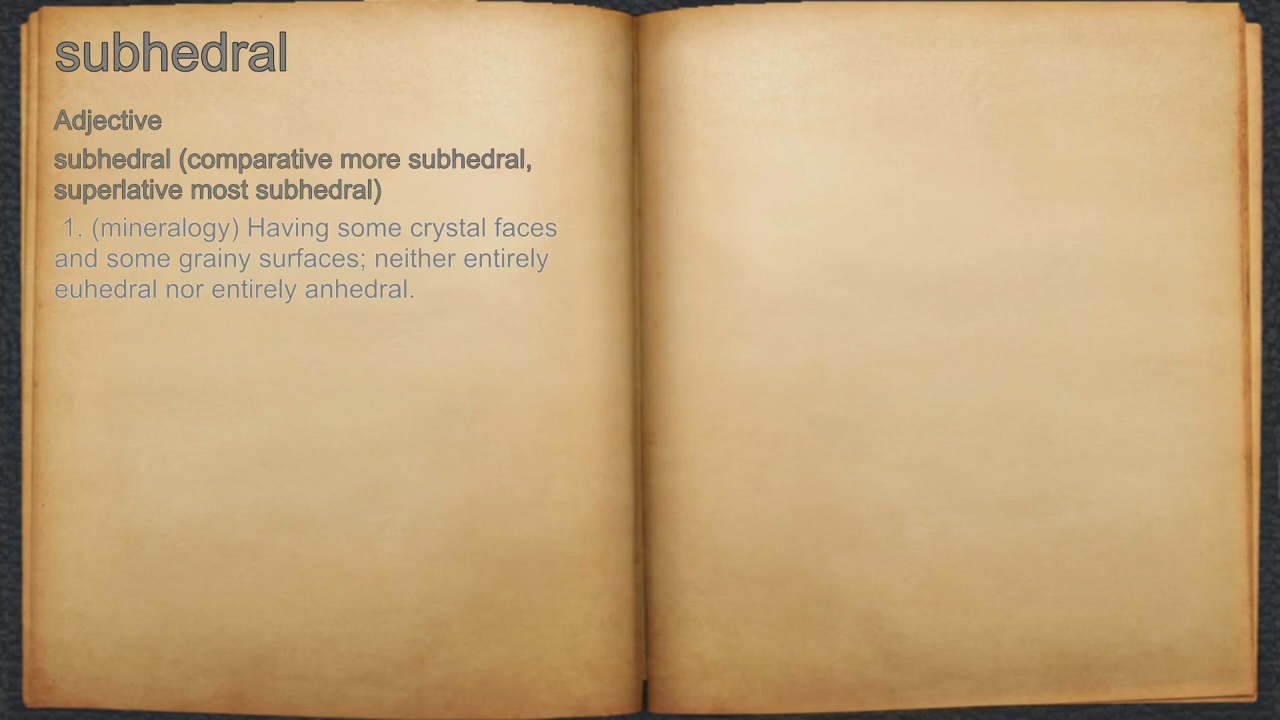 subhedral
Adjective
subhedral (comparative more subhedral,
superlative most subhedral)
1. (mineralogy) Having some crystal faces
and some grainy surfaces; neither entirely
euhedral nor entirely anhedral.